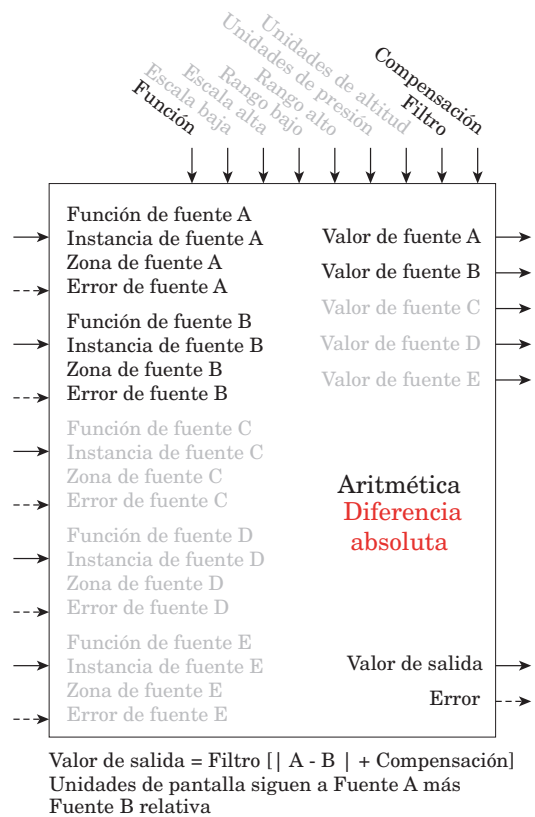 Función
Escala baja
Escala alta
Rango bajo
Rango alto
Unidades de presión
Unidades de altitud
Filtro
Compensación
Función de fuente A
Instancia de fuente A
Zona de fuente A
Error de fuente A
Función de fuente B
Instancia de fuente B
Zona de fuente B
Error de fuente B
Función de fuente C
Instancia de fuente C
Zona de fuente C
Error de fuente C
Función de fuente D
Instancia de fuente D
Zona de fuente D
Error de fuente D
Función de fuente E
Instancia de fuente E
Zona de fuente E
Error de fuente E
Valor de fuente A
Valor de fuente B
Valor de fuente C
Valor de fuente D
Valor de fuente E
Aritmética
Diferencia
absoluta
Valor de salida
Error
Valor de salida = Filtro [| A - B | + Compensación]
Unidades de pantalla siguen a Fuente A más
Fuente B relativa